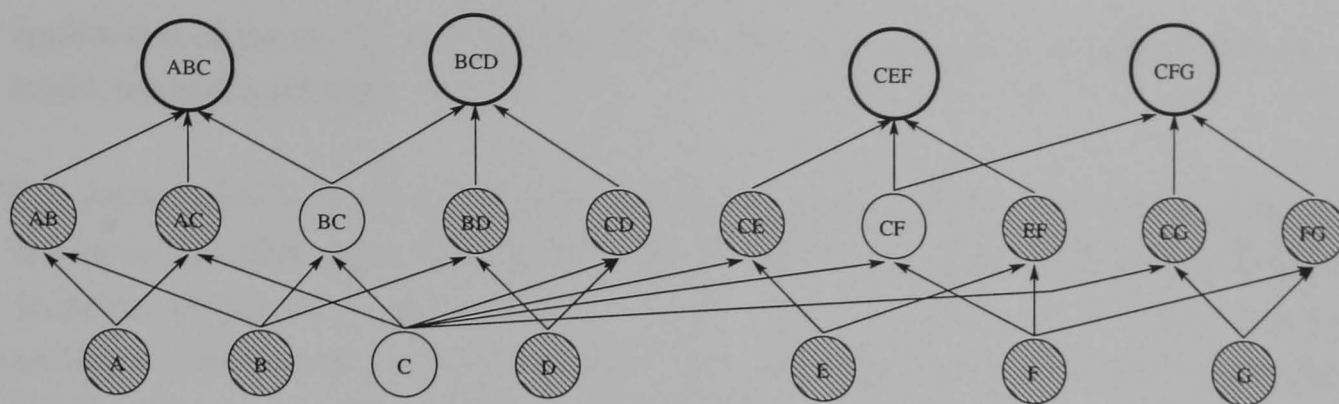 ABC BCD CEF CFG
AB AC BC BD CD CE CF EF CG FG
A B C D E F G